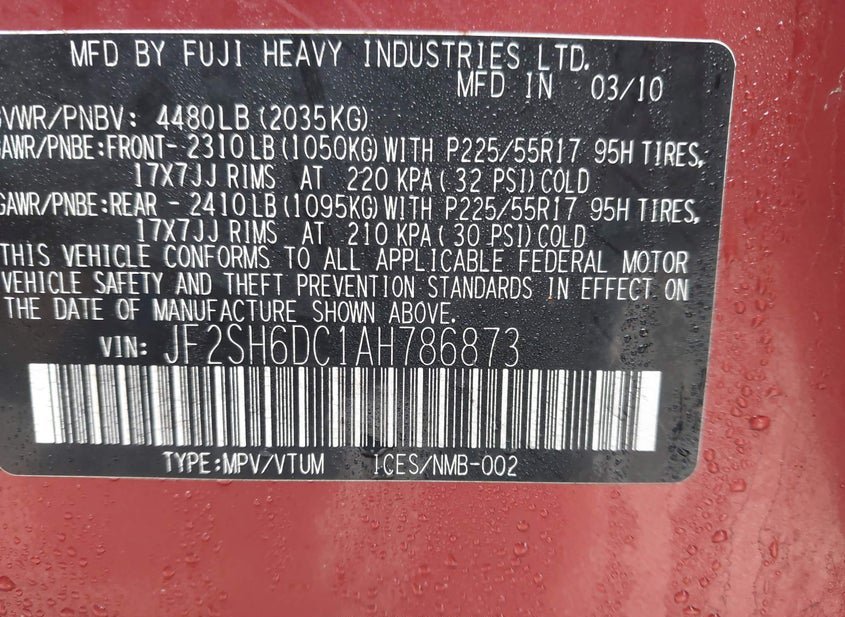 MFD BY FUJI HEAVY INDUSTRIES LTD.
MFD IN 03/10
GVWR/PNBV: 4480LB (2035KG)
GAWR/PNBE:FRONT- 2310LB (1050KG) WITH P225/55R17 95H TIRES,
17X7JJ RIMS AT 220 KPA ( 32 PSI) COLD
GAWR/PNBE:REAR - 2410LB (1095KG) WITH P225/55R17 95H TIRES,
17X7JJ RIMS AT 210 KPA ( 30 PSI) COLD
THIS VEHICLE CONFORMS TO ALL APPLICABLE FEDERAL MOTOR
VEHICLE SAFETY AND THEFT PREVENTION STANDARDS IN EFFECT ON
THE DATE OF MANUFACTURE SHOWN ABOVE.
VIN: JF2SH6DC1AH786873
TYPE:MPV/VTUM ICES/NMB-002